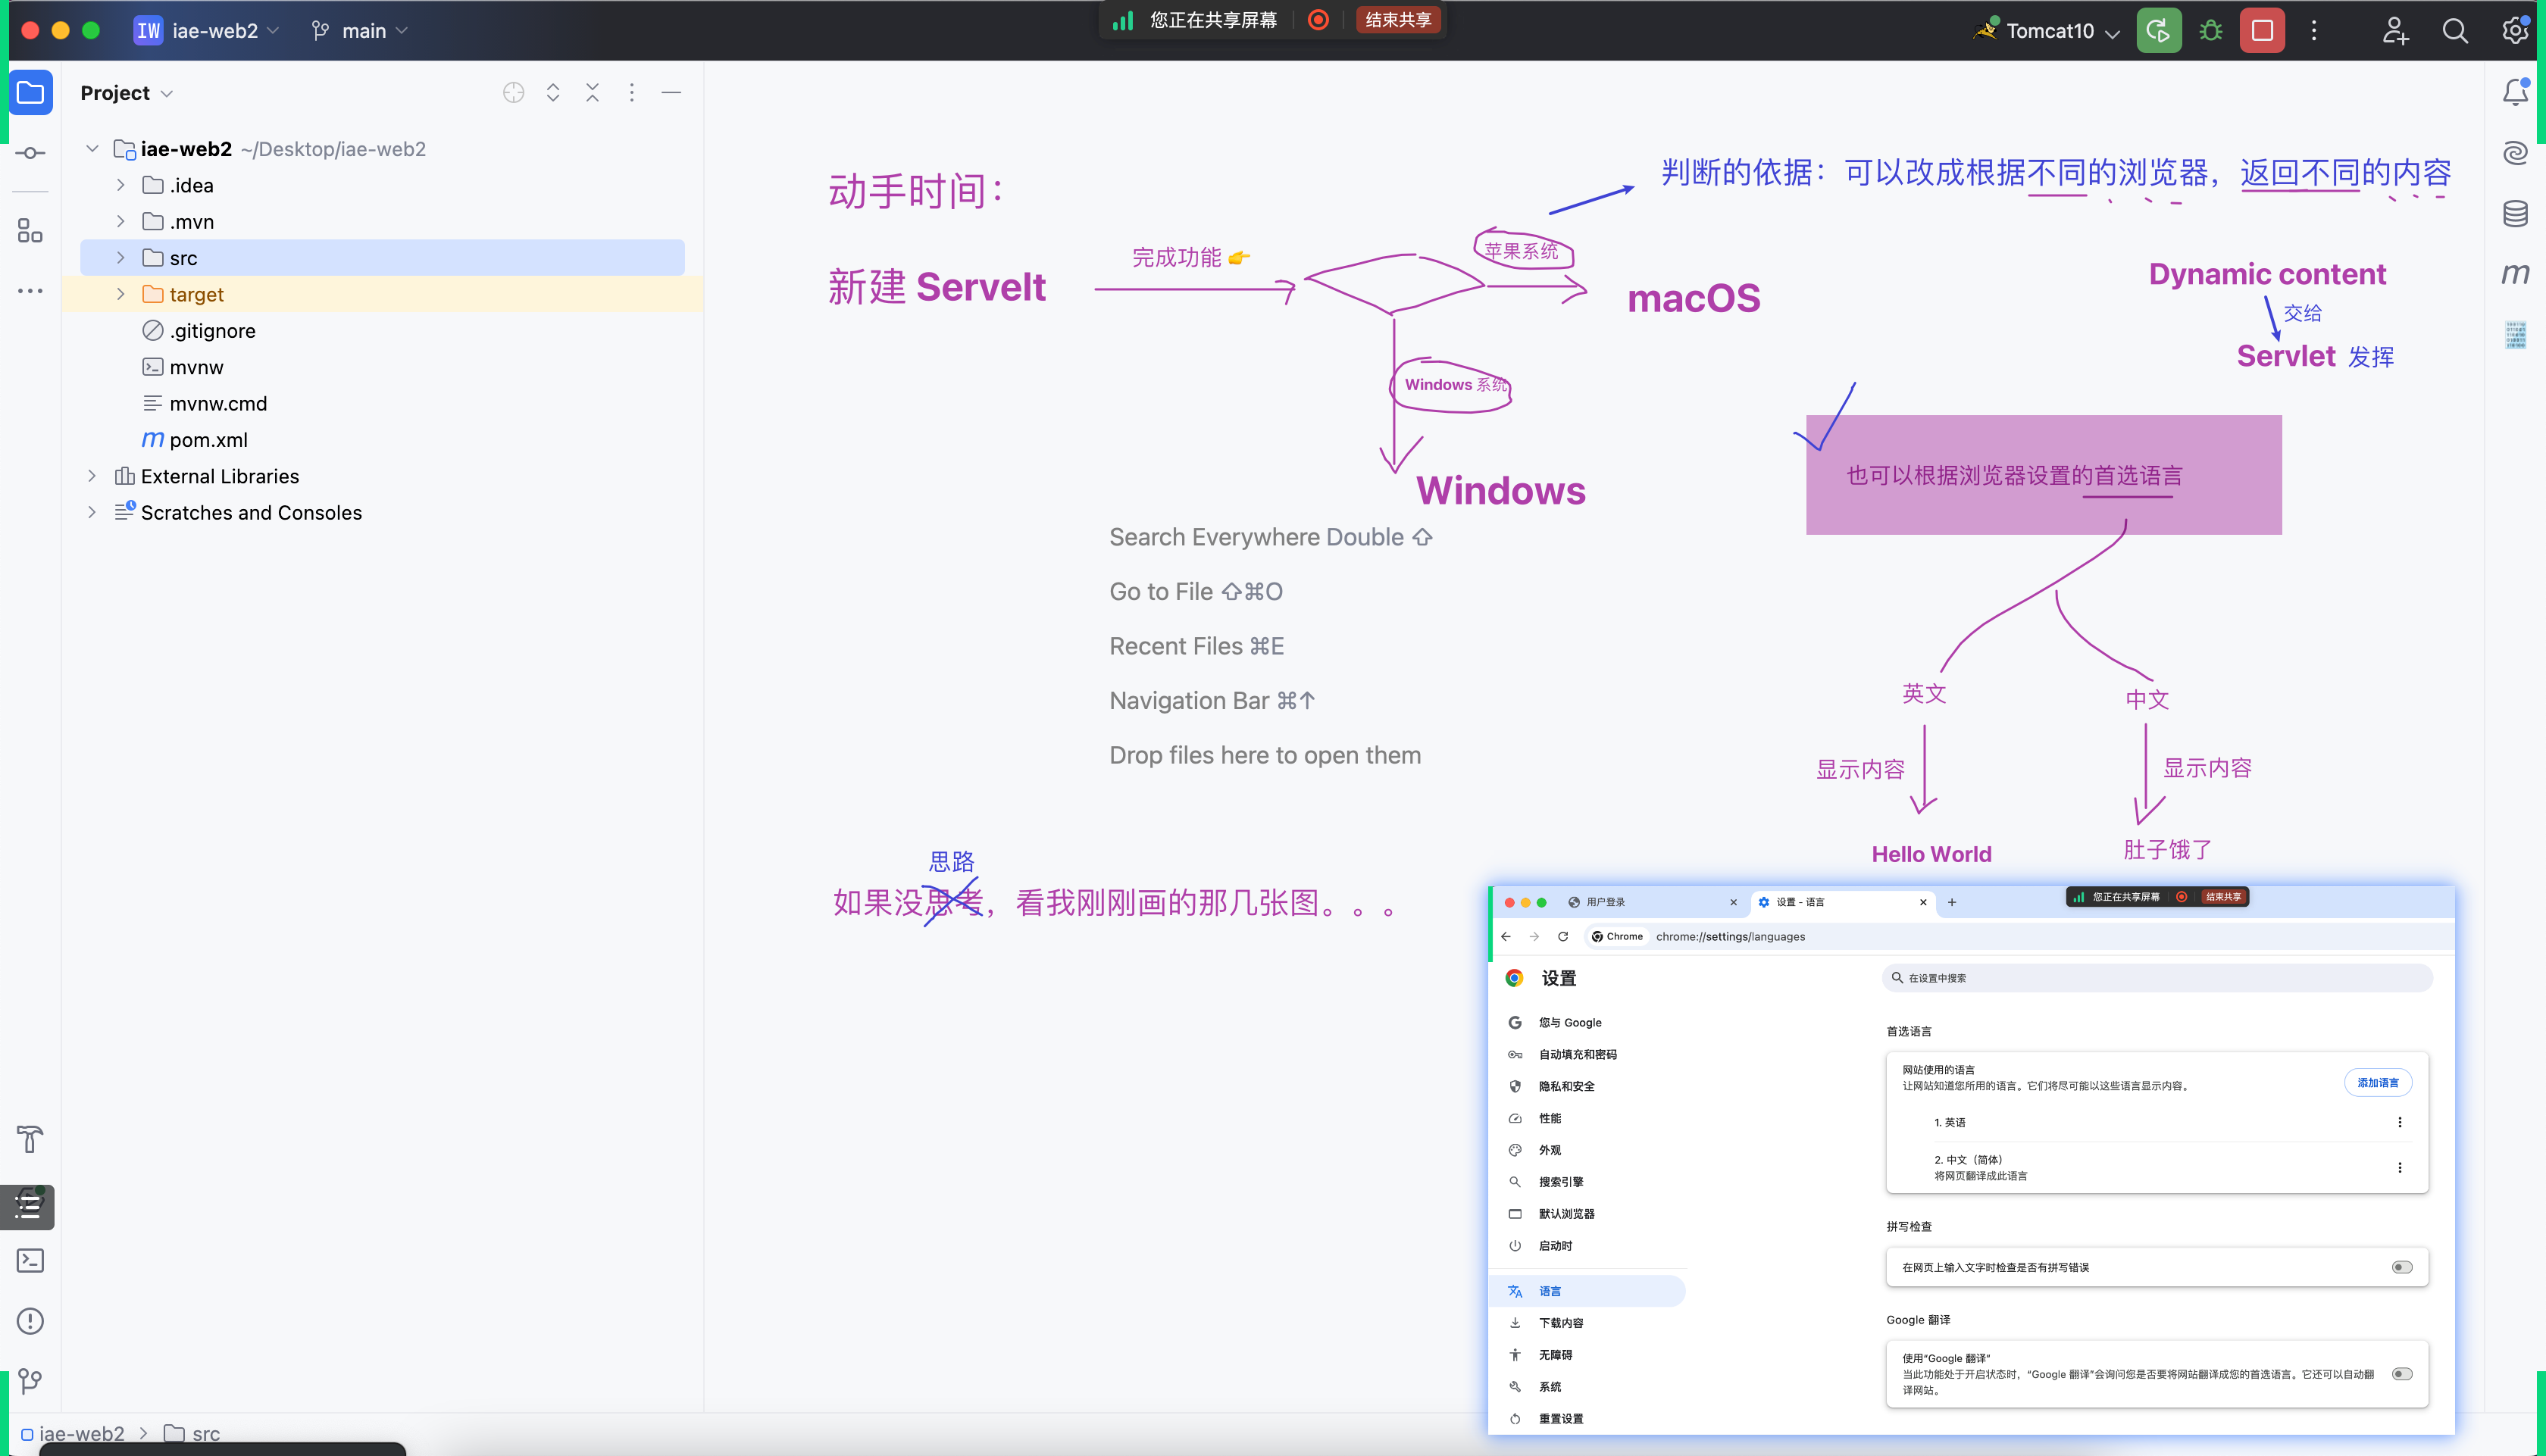 IW iae-web2
main
您正在共享屏幕
结束共享
Tomcat10
Project
iae-web2 ~/Desktop/iae-web2
.idea
.mvn
src
target
.gitignore
mvnw
mvnw.cmd
m pom.xml
External Libraries
Scratches and Consoles
动手时间：
新建 Servelt
完成功能 👉
苹果系统
macOS
Windows 系统
Windows
判断的依据：可以改成根据不同的浏览器，返回不同的内容
Dynamic content
交给
Servlet 发挥
m
也可以根据浏览器设置的首选语言
英文
中文
显示内容
显示内容
Hello World
肚子饿了
Search Everywhere Double ⇧
Go to File ⇧⌘O
Recent Files ⌘E
Navigation Bar ⌘↑
Drop files here to open them
思路
如果没思考，看我刚刚画的那几张图。。。
用户登录
设置 - 语言
您正在共享屏幕
结束共享
Chrome
chrome://settings/languages
设置
在设置中搜索
您与 Google
自动填充和密码
隐私和安全
性能
外观
搜索引擎
默认浏览器
启动时
语言
下载内容
无障碍
系统
重置设置
首选语言
网站使用的语言
让网站知道您所用的语言。它们将尽可能以这些语言显示内容。
添加语言
1. 英语
2. 中文（简体）
将网页翻译成此语言
拼写检查
在网页上输入文字时检查是否有拼写错误
Google 翻译
使用“Google 翻译”
当此功能处于开启状态时，“Google 翻译”会询问您是否要将网站翻译成您的首选语言。它还可以自动翻
译网站。
iae-web2
src